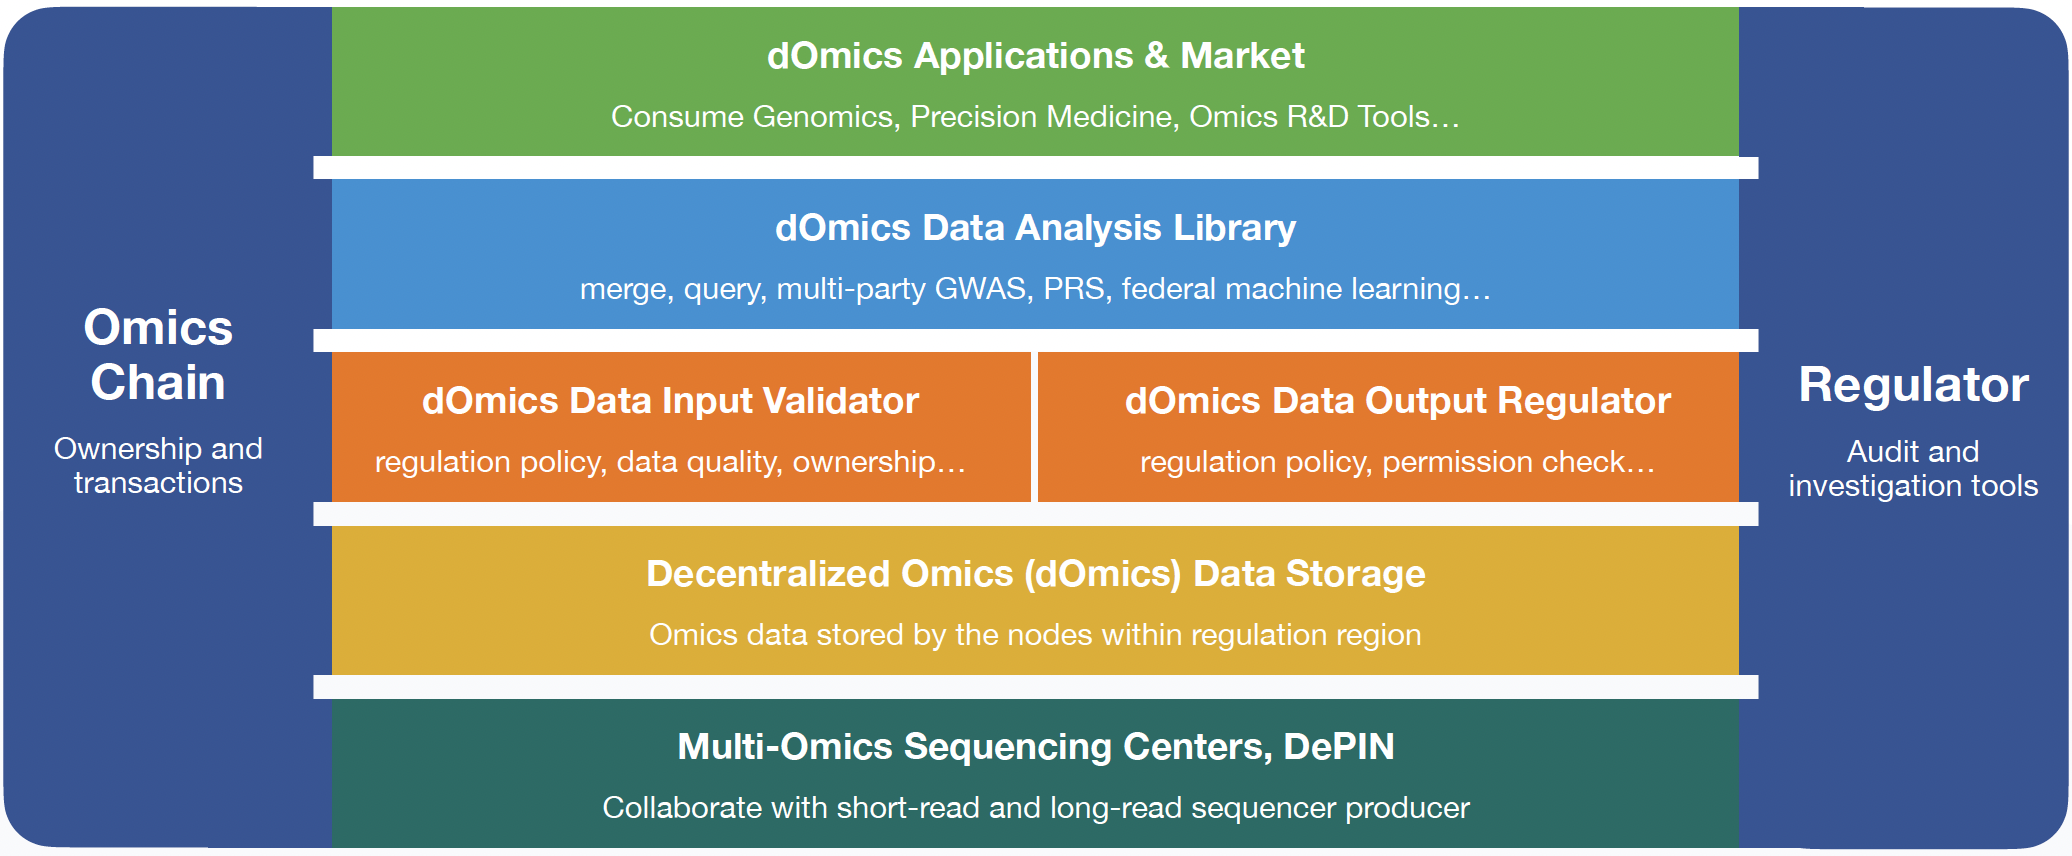 dOmics Applications & Market
Consume Genomics, Precision Medicine, Omics R&D Tools…
dOmics Data Analysis Library
merge, query, multi-party GWAS, PRS, federal machine learning…
Omics
Chain
Ownership and
transactions
dOmics Data Input Validator
regulation policy, data quality, ownership…
dOmics Data Output Regulator
regulation policy, permission check…
Regulator
Audit and
investigation tools
Decentralized Omics (dOmics) Data Storage
Omics data stored by the nodes within regulation region
Multi-Omics Sequencing Centers, DePIN
Collaborate with short-read and long-read sequencer producer